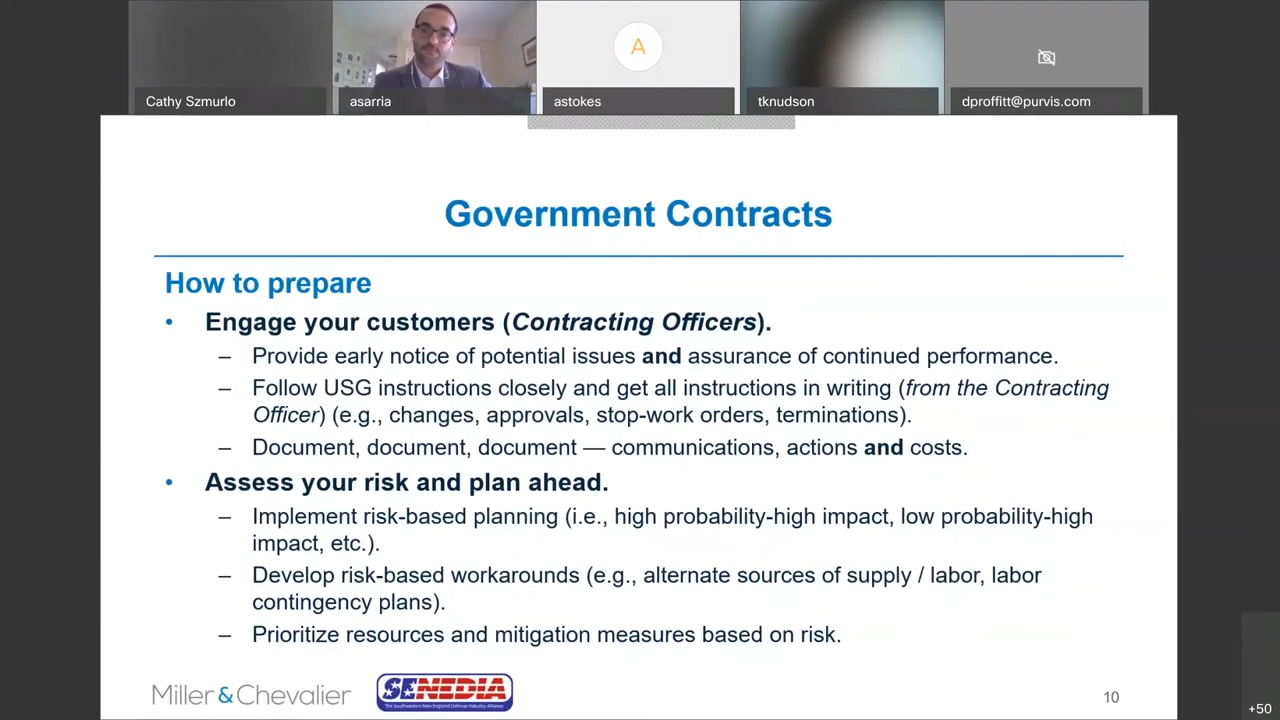 Cathy Szmurlo
asarria
A
astokes
tknudson
dproffitt@purvis.com
Government Contracts
How to prepare
• Engage your customers (Contracting Officers).
– Provide early notice of potential issues and assurance of continued performance.
– Follow USG instructions closely and get all instructions in writing (from the Contracting
Officer) (e.g., changes, approvals, stop-work orders, terminations).
– Document, document, document — communications, actions and costs.
• Assess your risk and plan ahead.
– Implement risk-based planning (i.e., high probability-high impact, low probability-high
impact, etc.).
– Develop risk-based workarounds (e.g., alternate sources of supply / labor, labor
contingency plans).
– Prioritize resources and mitigation measures based on risk.
Miller & Chevalier
SENEDIA
The Southeastern New England Defense Industry Alliance
10
+50